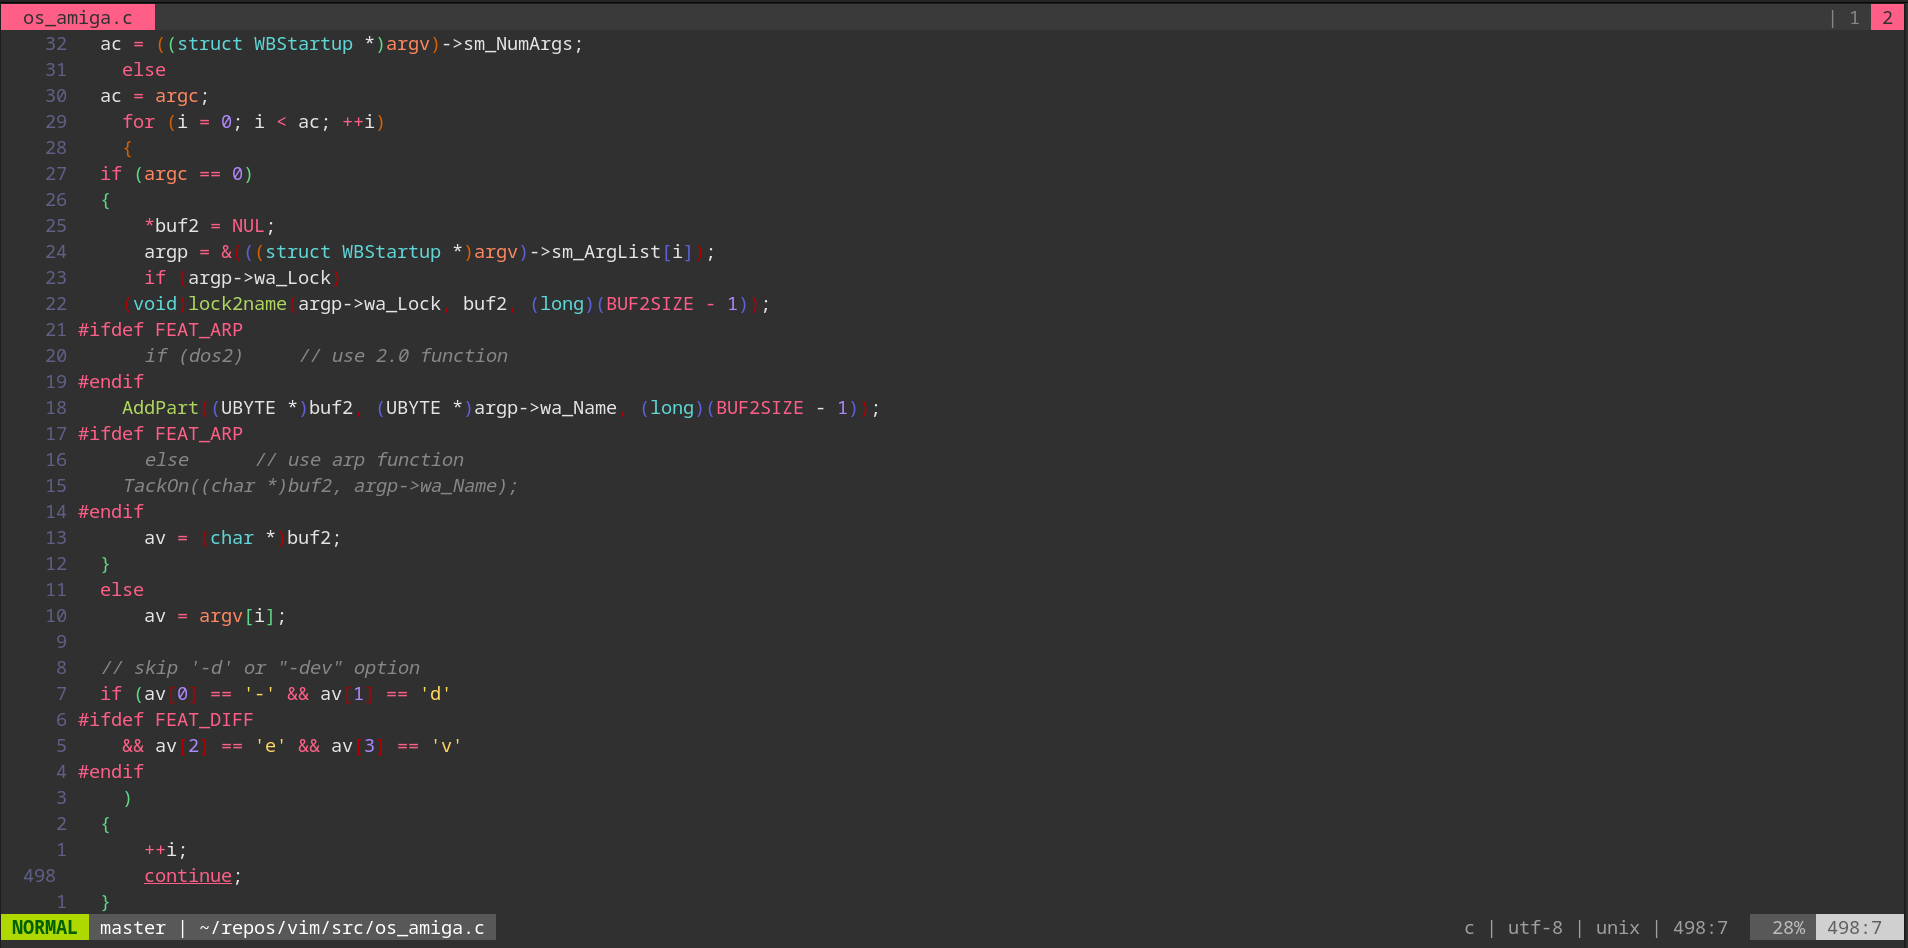 os_amiga.c | 1 2
32 ac = ((struct WBStartup *)argv)->sm_NumArgs;
31 else
30 ac = argc;
29 for (i = 0; i < ac; ++i)
28 {
27 if (argc == 0)
26 {
25 *buf2 = NUL;
24 argp = &(((struct WBStartup *)argv)->sm_ArgList[i]);
23 if (argp->wa_Lock)
22 (void)lock2name(argp->wa_Lock, buf2, (long)(BUF2SIZE - 1));
21 #ifdef FEAT_ARP
20 if (dos2) // use 2.0 function
19 #endif
18 AddPart((UBYTE *)buf2, (UBYTE *)argp->wa_Name, (long)(BUF2SIZE - 1));
17 #ifdef FEAT_ARP
16 else // use arp function
15 TackOn((char *)buf2, argp->wa_Name);
14 #endif
13 av = (char *)buf2;
12 }
11 else
10 av = argv[i];
9
8 // skip '-d' or "-dev" option
7 if (av[0] == '-' && av[1] == 'd'
6 #ifdef FEAT_DIFF
5 && av[2] == 'e' && av[3] == 'v'
4 #endif
3 )
2 {
1 ++i;
498 continue;
1 }
NORMAL master | ~/repos/vim/src/os_amiga.c c | utf-8 | unix | 498:7 28% 498:7